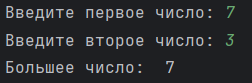 Введите первое число: 7
Введите второе число: 3
Большее число:  7